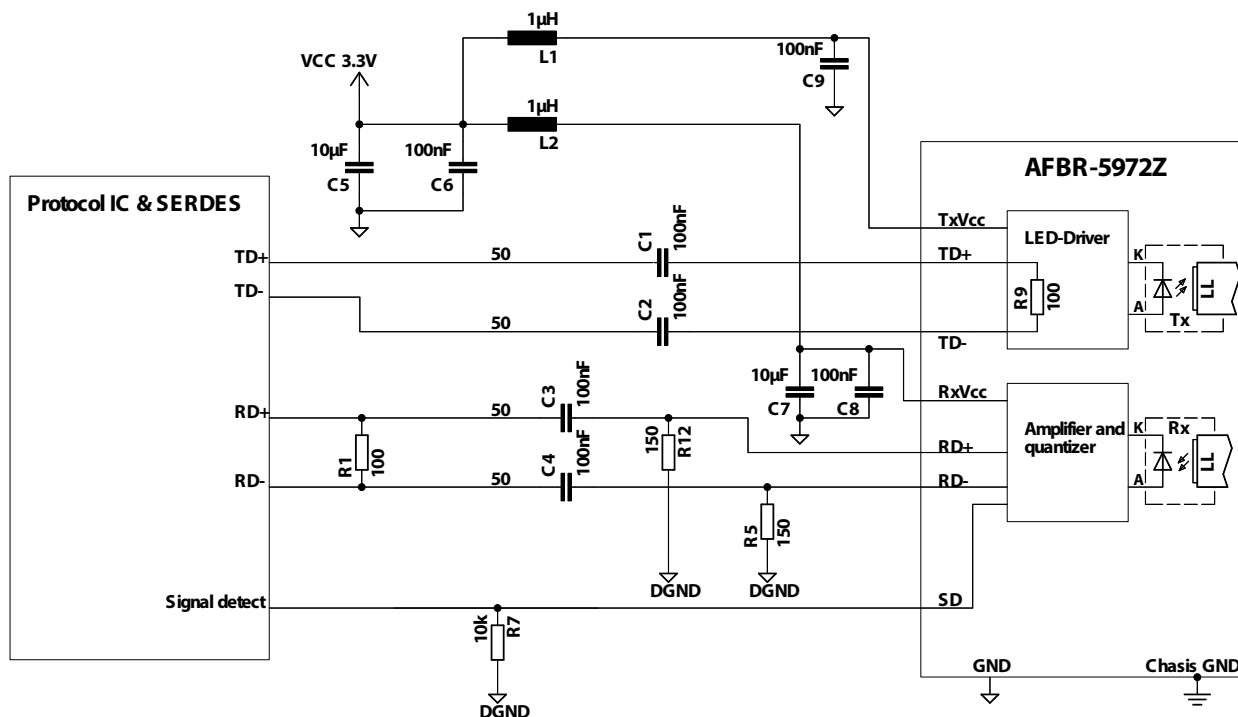 1µH
L1
100nF
C9
VCC 3.3V
1µH
L2
10µF
C5
100nF
C6
AFBR-5972Z
Protocol IC & SERDES
TxVcc
LED-Driver
TD+
50
C1
100nF
TD+
K
TD-
50
C2
100nF
R9
100
LL
A
Tx
TD-
10µF
C7
100nF
C8
RxVcc
RD+
50
C3
100nF
150
R12
Amplifier and
quantizer
K
Rx
RD+
R1
100
LL
RD-
50
C4
100nF
RD-
A
R5
150
DGND
DGND
Signal detect
SD
10k
R7
DGND
GND
Chasis GND